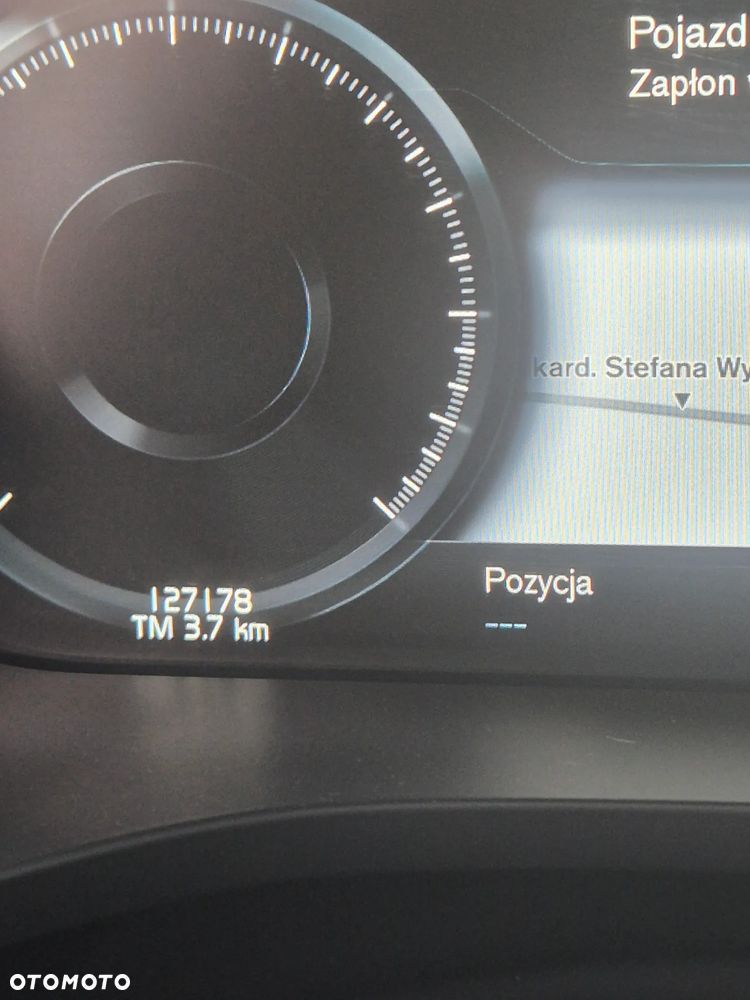 Pojazd
Zapłon
kard. Stefana Wy
Pozycja
---
127178
TM 3.7 km
OTOMOTO